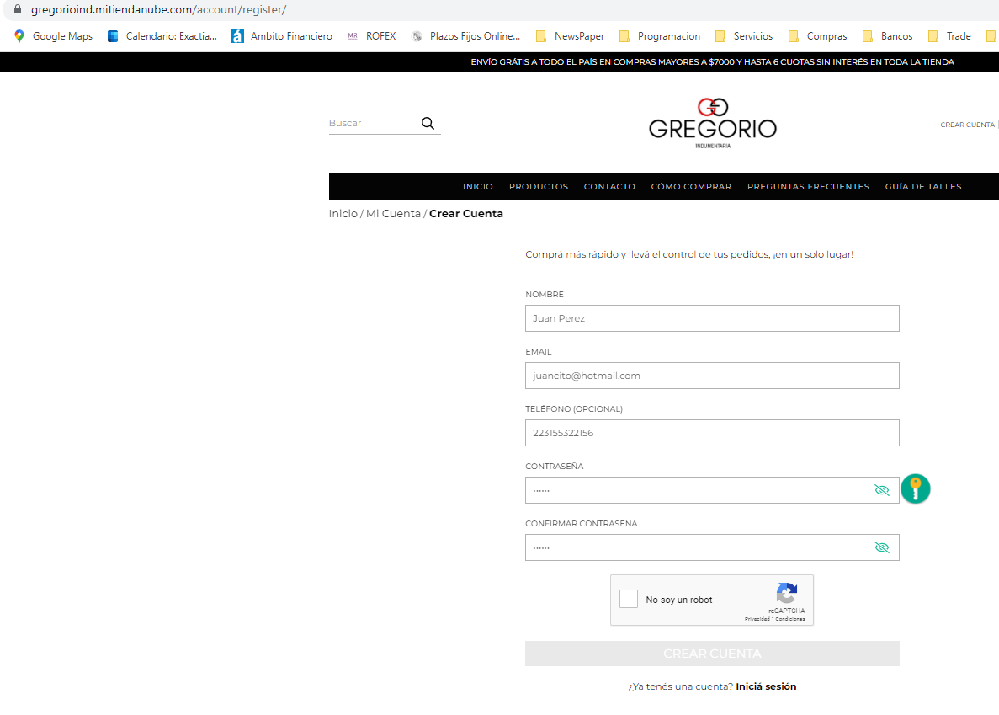 gregorioind.mitiendanube.com/account/register/
Google Maps Calendario: Exactia... Ambito Financiero ROFEX Plazos Fijos Online... NewsPaper Programacion Servicios Compras Bancos Trade
ENVÍO GRÁTIS A TODO EL PAÍS EN COMPRAS MAYORES A $7000 Y HASTA 6 CUOTAS SIN INTERÉS EN TODA LA TIENDA
Buscar
GREGORIO
INDUMENTARIA
CREAR CUENTA |
INICIO PRODUCTOS CONTACTO CÓMO COMPRAR PREGUNTAS FRECUENTES GUÍA DE TALLES
Inicio / Mi Cuenta / Crear Cuenta
Comprá más rápido y llevá el control de tus pedidos, ¡en un solo lugar!
NOMBRE
Juan Perez
EMAIL
juancito@hotmail.com
TELÉFONO (OPCIONAL)
223155322156
CONTRASEÑA
······
CONFIRMAR CONTRASEÑA
······
No soy un robot
reCAPTCHA
Privacidad - Condiciones
CREAR CUENTA
¿Ya tenés una cuenta? Iniciá sesión